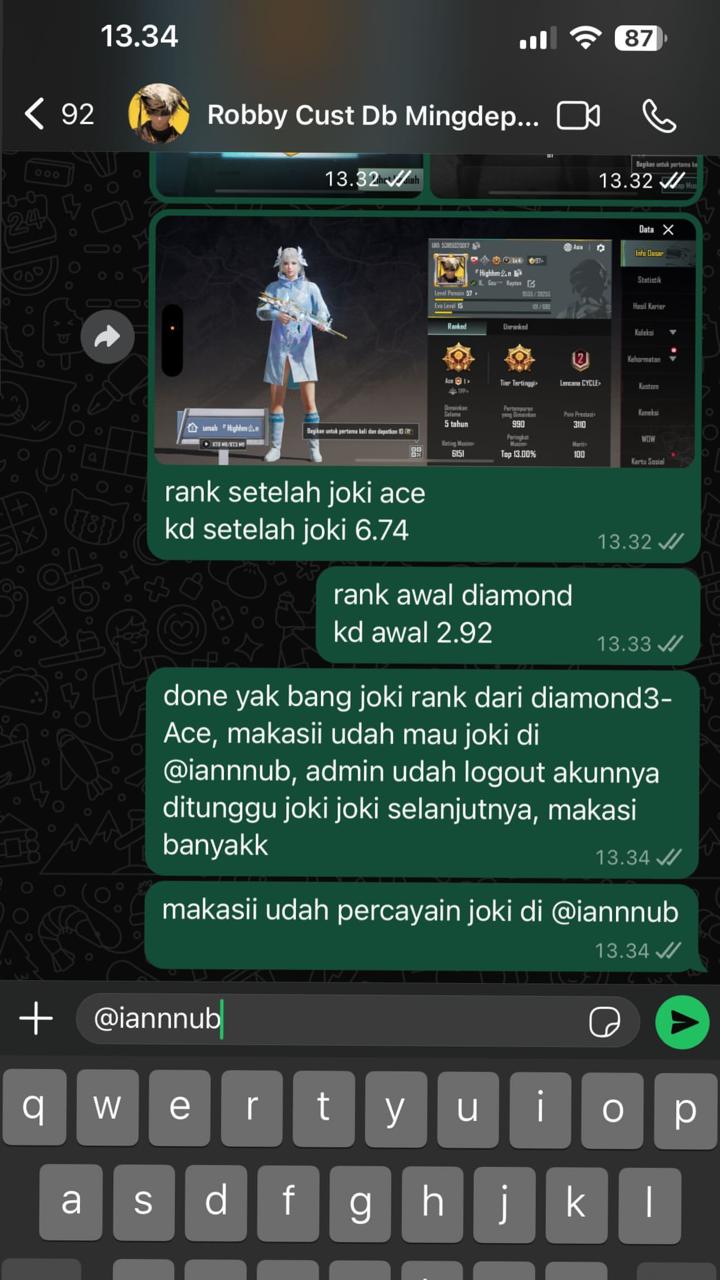 13.34
87
92
Robby Cust Db Mingdep...
13.32
13.32
Data
Info Dasar
Statistik
Hasil Karier
Koleksi
Kehormatan
Kustom
Koneksi
WOW
Kartu Sosial
Asia
Level Pemain 57
Evo Level 15
Ranked
Unranked
Ace
Tier Tertinggi
Lencana CYCLE
Dimainkan Selama
5 tahun
Pertempuran yang Dimainkan
990
Poin Prestasi
3110
Rating Musim
6151
Peringkat Musim
Top 13.00%
Merit
100
Bagikan untuk pertama kali dan dapatkan 10
rank setelah joki ace
kd setelah joki 6.74
13.32
rank awal diamond
kd awal 2.92
13.33
done yak bang joki rank dari diamond3-
Ace, makasii udah mau joki di
@iannnub, admin udah logout akunnya
ditunggu joki joki selanjutnya, makasi
banyakk
13.34
makasii udah percayain joki di @iannnub
13.34
@iannnub
q w e r t y u i o p
a s d f g h j k l